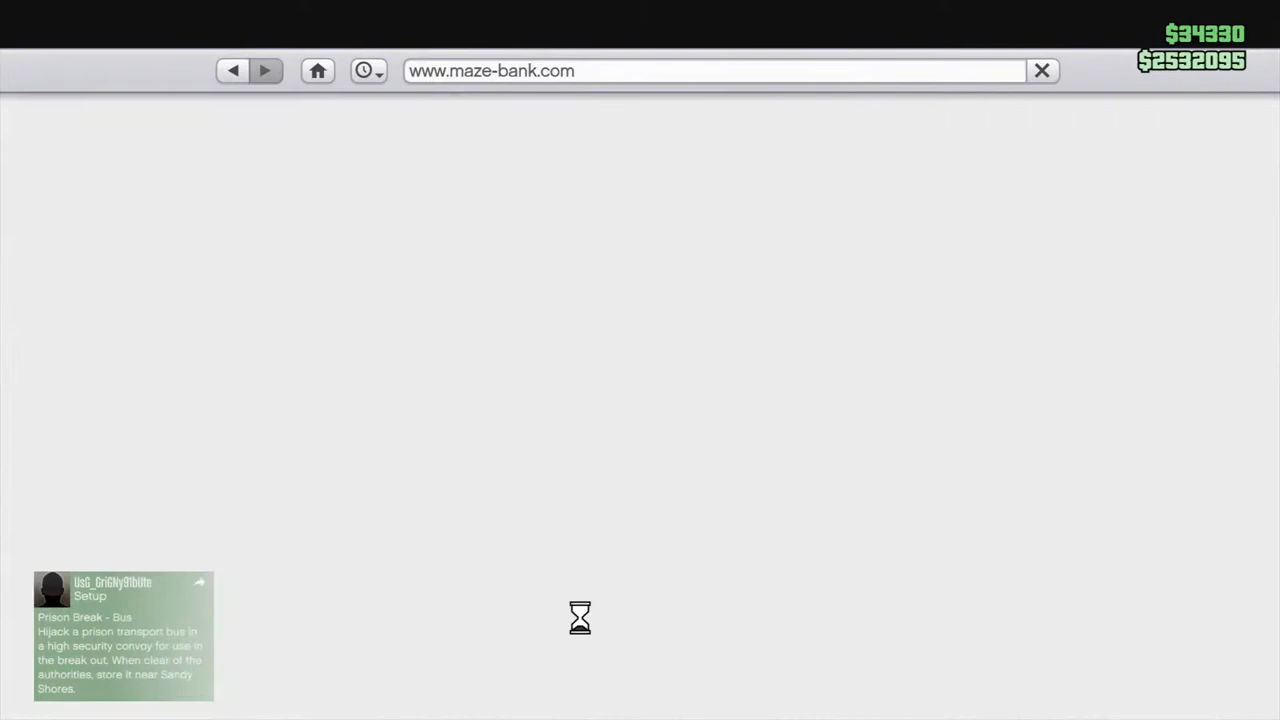 $34330
www.maze-bank.com
$2532095
UsG_GriGNy91bUte
Setup
Prison Break - Bus
Hijack a prison transport bus in
a high security convoy for use in
the break out. When clear of the
authorities, store it near Sandy
Shores.